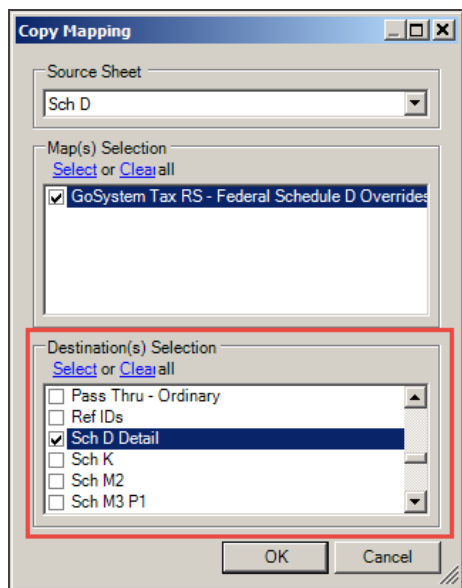 Copy Mapping
Source Sheet
Sch D
Map(s) Selection
Select or Clear all
GoSystem Tax RS - Federal Schedule D Overrides
Destination(s) Selection
Select or Clear all
Pass Thru - Ordinary
Ref IDs
Sch D Detail
Sch K
Sch M2
Sch M3 P1
OK Cancel